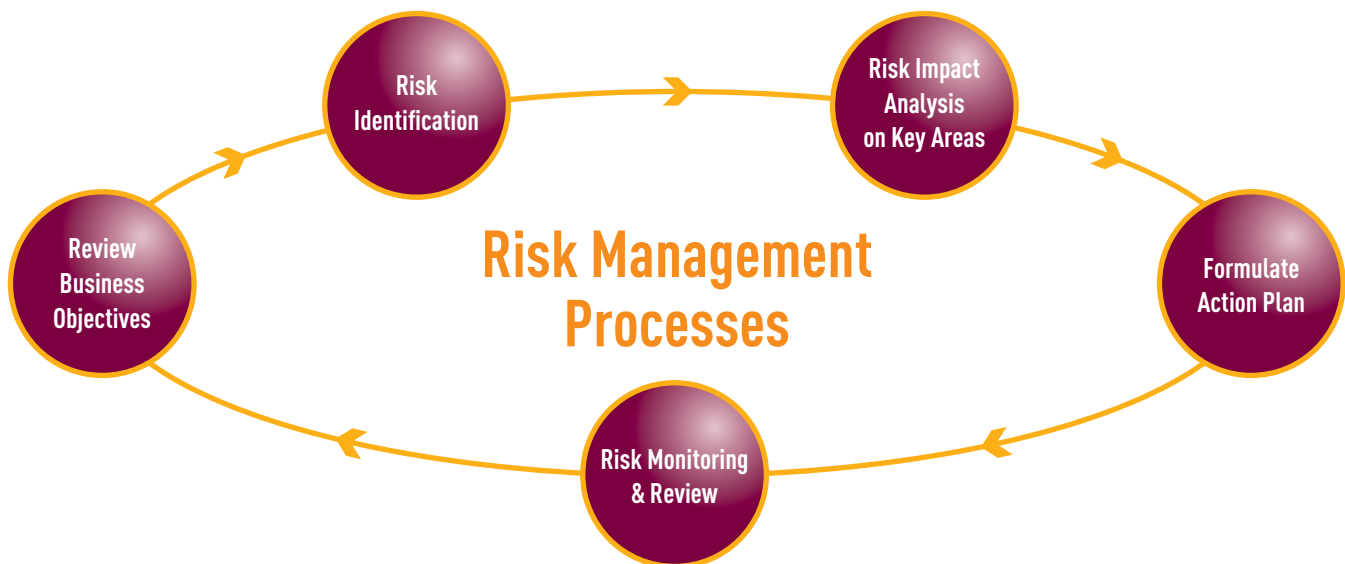 Risk
Identification
Risk Impact
Analysis
on Key Areas
Review
Business
Objectives
Risk Management
Processes
Formulate
Action Plan
Risk Monitoring
& Review